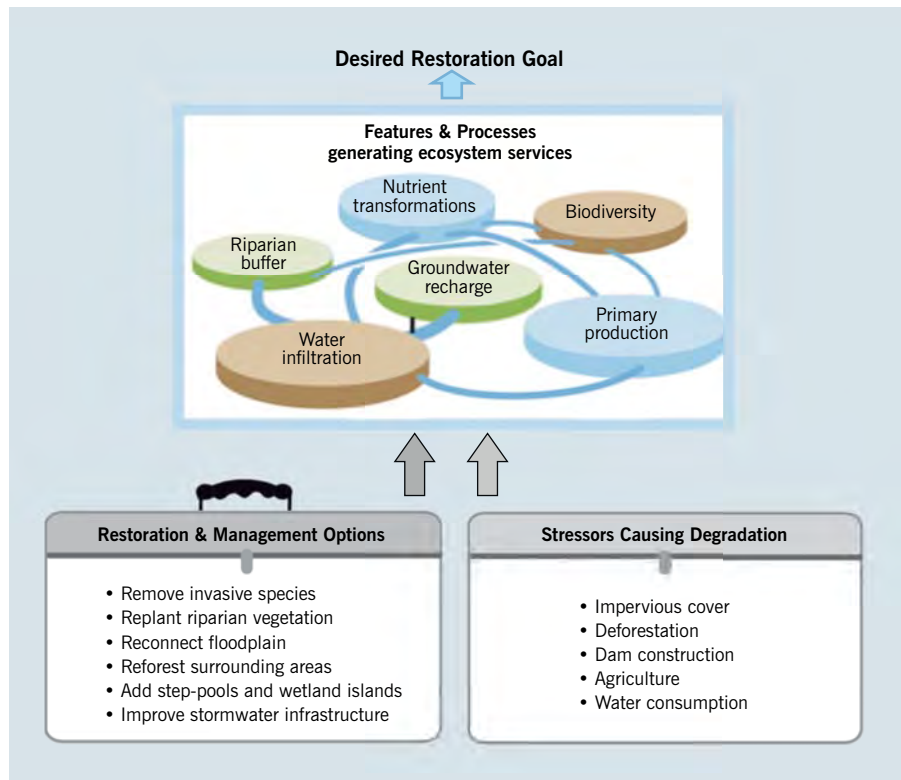 Desired Restoration Goal
Features & Processes
generating ecosystem services
Nutrient
transformations
Biodiversity
Riparian
buffer
Groundwater
recharge
Primary
production
Water
infiltration
Restoration & Management Options
• Remove invasive species
• Replant riparian vegetation
• Reconnect floodplain
• Reforest surrounding areas
• Add step-pools and wetland islands
• Improve stormwater infrastructure
Stressors Causing Degradation
• Impervious cover
• Deforestation
• Dam construction
• Agriculture
• Water consumption